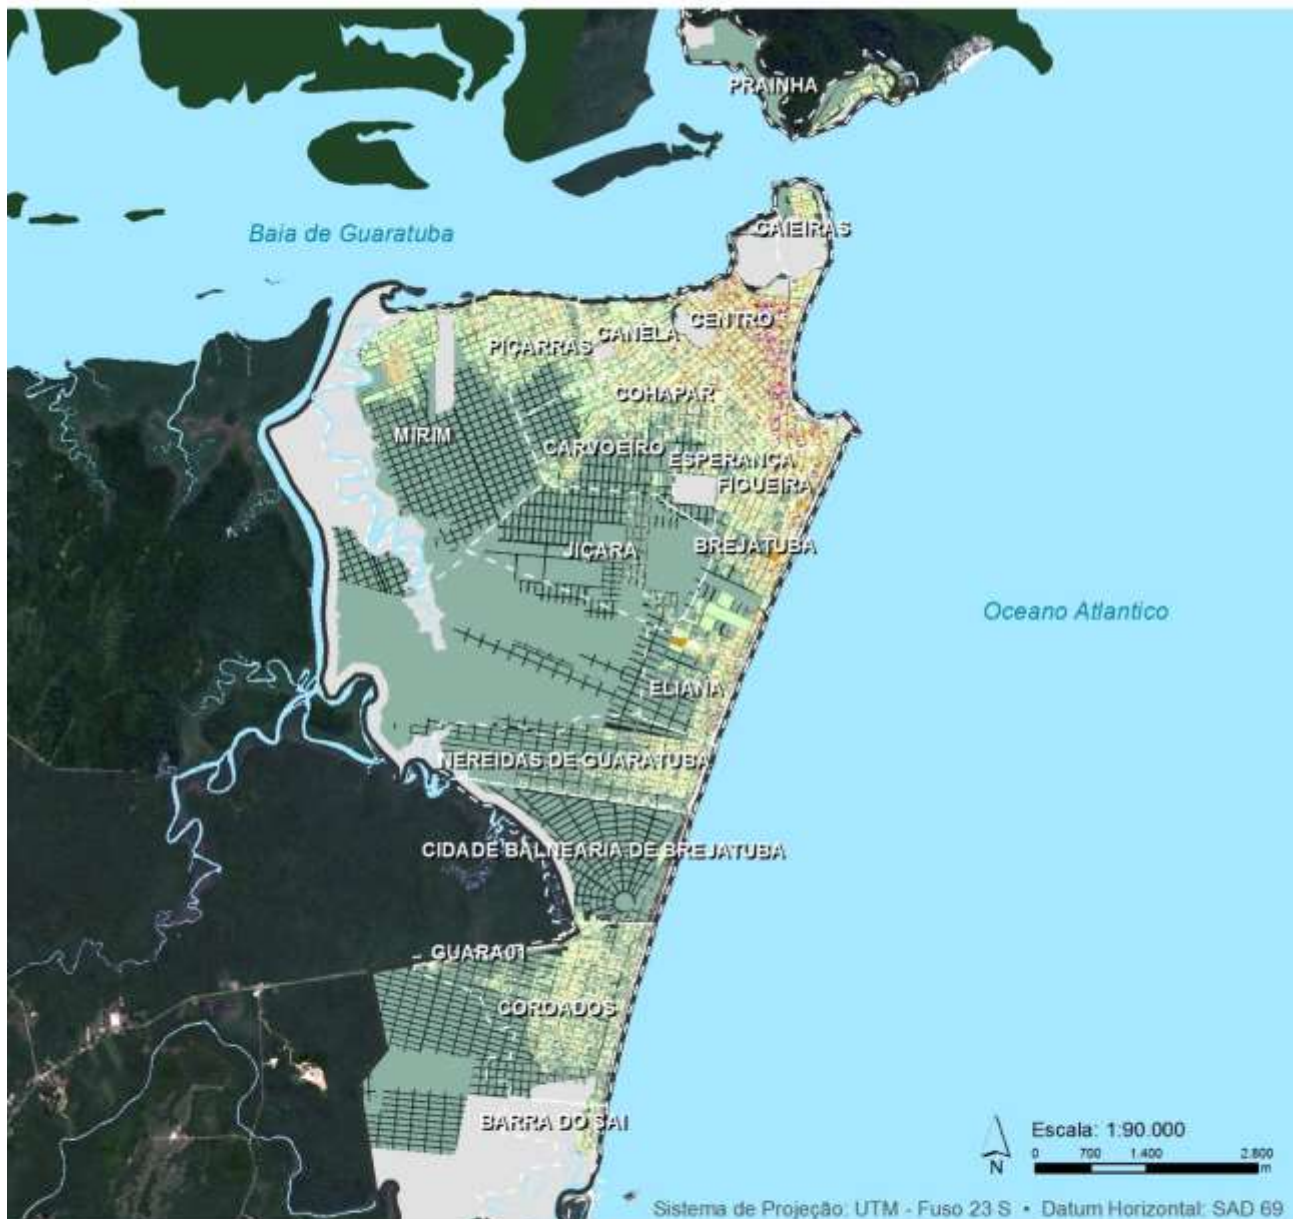 PRAINHA
CAIEIRAS
Baia de Guaratuba
CENTRO
CANELA
PIÇARRAS
COHAPAR
MIRIM
CARVOEIRO
ESPERANÇA
FIGUEIRA
BREJATUBA
JIÇARA
Oceano Atlantico
ELIANA
NEREIDAS DE GUARATUBA
CIDADE BALNEARIA DE BREJATUBA
GUARA01
COROADOS
BARRA DO SAI
N
Escala: 1:90.000
0 700 1.400 2.800
m
Sistema de Projeção: UTM - Fuso 23 S • Datum Horizontal: SAD 69